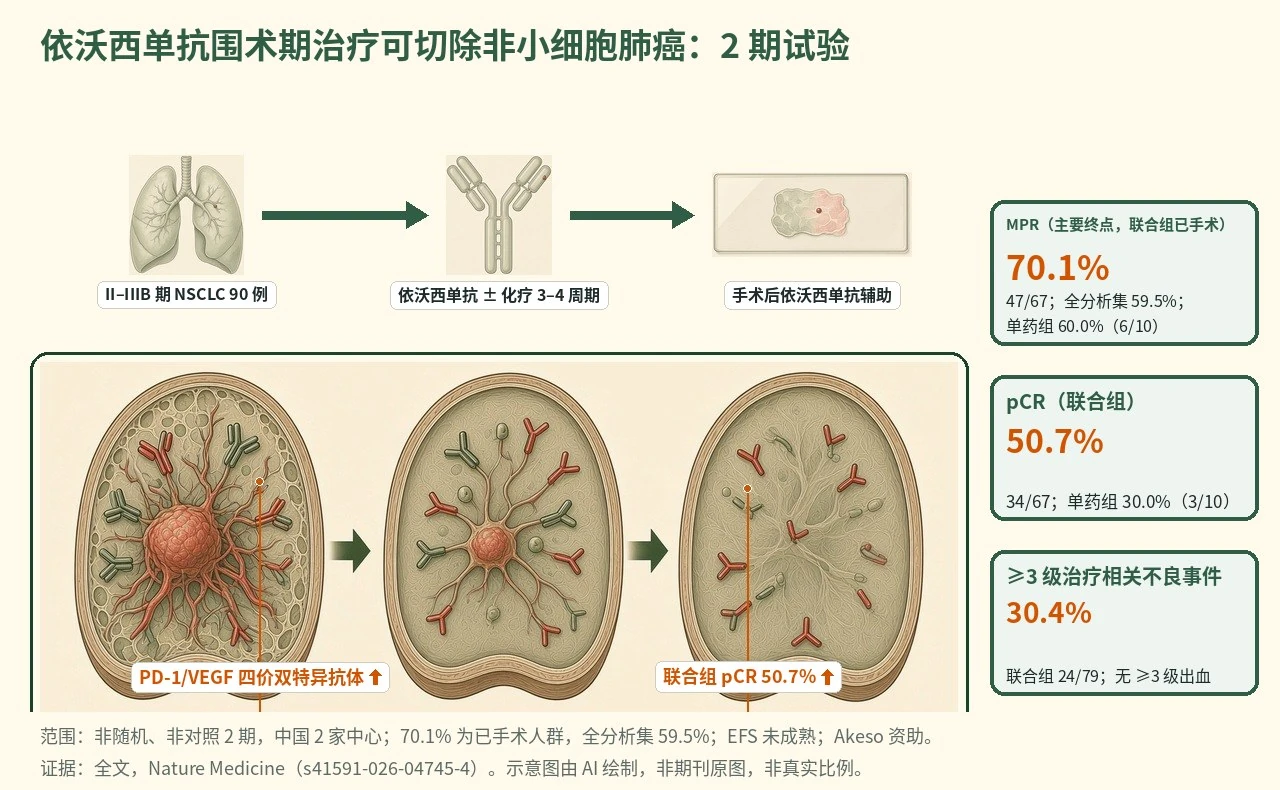 依沃西单抗围术期治疗可切除非小细胞肺癌：2 期试验
II–IIIB 期 NSCLC 90 例
依沃西单抗 ± 化疗 3–4 周期
手术后依沃西单抗辅助
MPR（主要终点，联合组已手术）
70.1%
47/67；全分析集 59.5%；
单药组 60.0%（6/10）
pCR（联合组）
50.7%
34/67；单药组 30.0%（3/10）
≥3 级治疗相关不良事件
30.4%
联合组 24/79；无 ≥3 级出血
PD-1/VEGF 四价双特异抗体 ↑
联合组 pCR 50.7% ↑
范围：非随机、非对照 2 期，中国 2 家中心；70.1% 为已手术人群，全分析集 59.5%；EFS 未成熟；Akeso 资助。
证据：全文，Nature Medicine（s41591-026-04745-4）。示意图由 AI 绘制，非期刊原图，非真实比例。